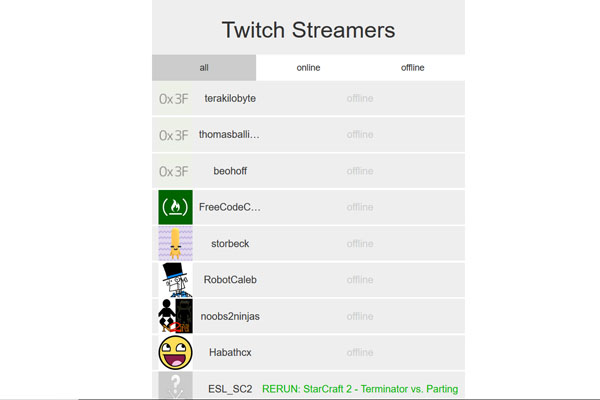 Twitch Streamers
all online offline
0x3F terakilobyte offline
0x3F thomasballi... offline
0x3F beohoff offline
FreeCodeC... offline
storbeck offline
RobotCaleb offline
noobs2ninjas offline
Habathcx offline
ESL_SC2 RERUN: StarCraft 2 - Terminator vs. Parting